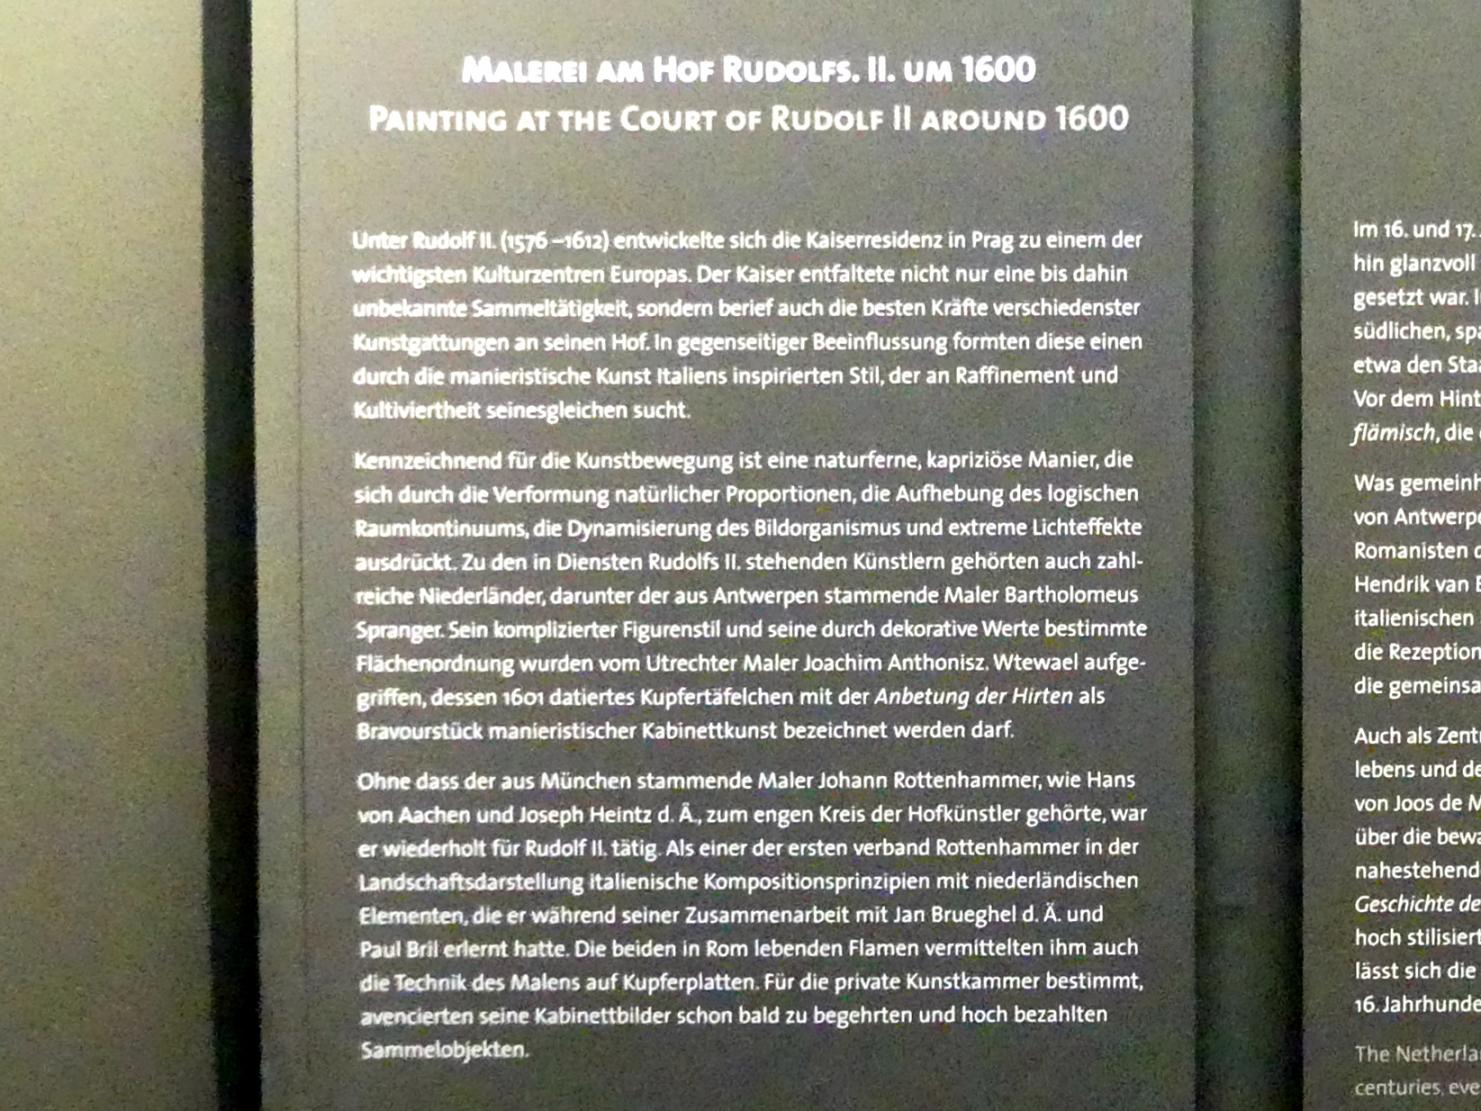 MALEREI AM HOF RUDOLFS. II. UM 1600
PAINTING AT THE COURT OF RUDOLF II AROUND 1600
Unter Rudolf II. (1576 –1612) entwickelte sich die Kaiserresidenz in Prag zu einem der
wichtigsten Kulturzentren Europas. Der Kaiser entfaltete nicht nur eine bis dahin
unbekannte Sammeltätigkeit, sondern berief auch die besten Kräfte verschiedenster
Kunstgattungen an seinen Hof. In gegenseitiger Beeinflussung formten diese einen
durch die manieristische Kunst Italiens inspirierten Stil, der an Raffinement und
Kultiviertheit seinesgleichen sucht.
Kennzeichnend für die Kunstbewegung ist eine naturferne, kapriziöse Manier, die
sich durch die Verformung natürlicher Proportionen, die Aufhebung des logischen
Raumkontinuums, die Dynamisierung des Bildorganismus und extreme Lichteffekte
ausdrückt. Zu den in Diensten Rudolfs II. stehenden Künstlern gehörten auch zahl-
reiche Niederländer, darunter der aus Antwerpen stammende Maler Bartholomeus
Spranger. Sein komplizierter Figurenstil und seine durch dekorative Werte bestimmte
Flächenordnung wurden vom Utrechter Maler Joachim Anthonisz. Wtewael aufge-
griffen, dessen 1601 datiertes Kupfertäfelchen mit der Anbetung der Hirten als
Bravourstück manieristischer Kabinettkunst bezeichnet werden darf.
Ohne dass der aus München stammende Maler Johann Rottenhammer, wie Hans
von Aachen und Joseph Heintz d. Ä., zum engen Kreis der Hofkünstler gehörte, war
er wiederholt für Rudolf II. tätig. Als einer der ersten verband Rottenhammer in der
Landschaftsdarstellung italienische Kompositionsprinzipien mit niederländischen
Elementen, die er während seiner Zusammenarbeit mit Jan Brueghel d. Ä. und
Paul Bril erlernt hatte. Die beiden in Rom lebenden Flamen vermittelten ihm auch
die Technik des Malens auf Kupferplatten. Für die private Kunstkammer bestimmt,
avencierten seine Kabinettbilder schon bald zu begehrten und hoch bezahlten
Sammelobjekten.
Im 16. und 17.
hin glanzvoll
gesetzt war.
südlichen,
etwa den
Vor dem
flämisch, die
Was
von
Romanisten
Hendrik van
italienischen
die
die
Auch als
lebens und
von Joos de
über die
Geschichte
hoch
lässt sich die
16.
The
centuries,